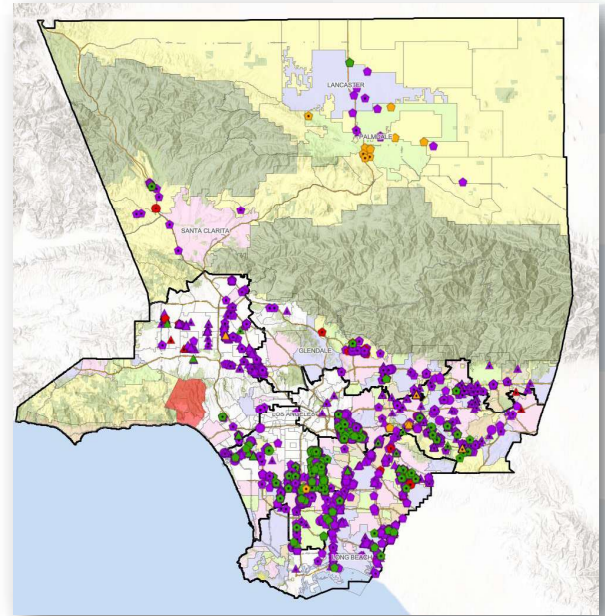 LANCASTER
PALMDALE
SANTA CLARITA
GLENDALE
LOS ANGELES
LONG BEACH